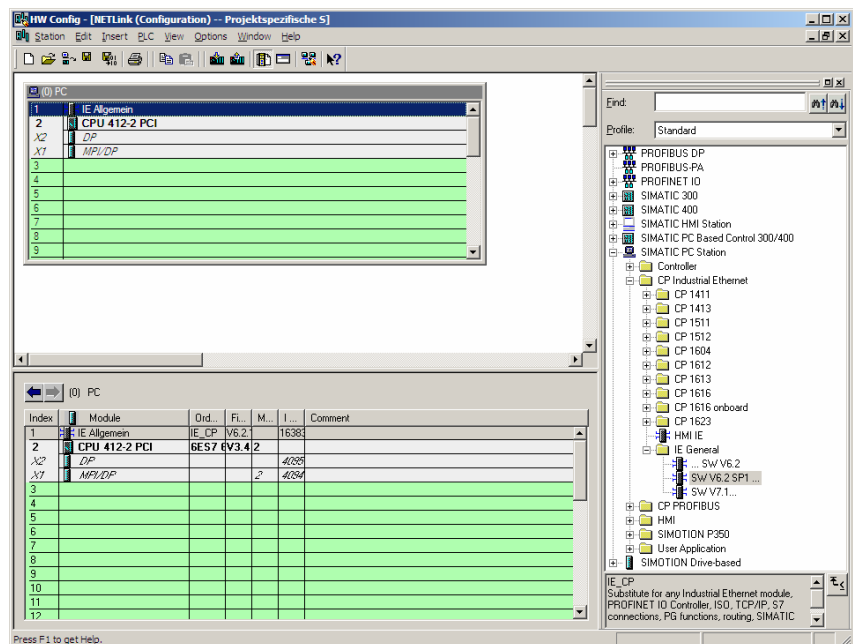 HW Config - [NETLink (Configuration) -- Projektspezifische S]
Station Edit Insert PLC View Options Window Help
(0) PC
1 IE Allgemein
2 CPU 412-2 PCI
X2 DP
X1 MPI/DP
3
4
5
6
7
8
9
Find:
Profile: Standard
PROFIBUS DP
PROFIBUS-PA
PROFINET IO
SIMATIC 300
SIMATIC 400
SIMATIC HMI Station
SIMATIC PC Based Control 300/400
SIMATIC PC Station
Controller
CP Industrial Ethernet
CP 1411
CP 1413
CP 1511
CP 1512
CP 1604
CP 1612
CP 1613
CP 1616
CP 1616 onboard
CP 1623
HMI IE
IE General
... SW V6.2
SW V6.2 SP1 ...
SW V7.1...
CP PROFIBUS
HMI
SIMOTION P350
User Application
SIMOTION Drive-based
(0) PC
Index Module Ord... Fi... M... I ... Comment
1 IE Allgemein IE_CP V6.2.1 16383
2 CPU 412-2 PCI 6ES7 6 V3.4 2
X2 DP 4095
X1 MPI/DP 2 4094
3
4
5
6
7
8
9
10
11
12
IE_CP
Substitute for any Industrial Ethernet module,
PROFINET IO Controller, ISO, TCP/IP, S7
connections, PG functions, routing, SIMATIC
Press F1 to get Help.